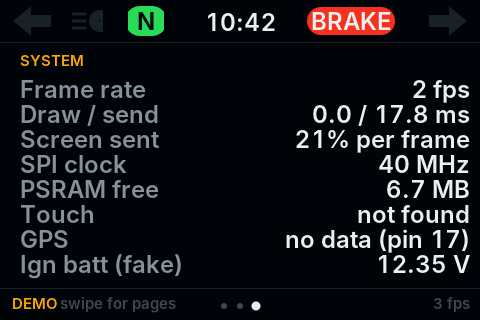 N 10:42 BRAKE
SYSTEM
Frame rate 2 fps
Draw / send 0.0 / 17.8 ms
Screen sent 21% per frame
SPI clock 40 MHz
PSRAM free 6.7 MB
Touch not found
GPS no data (pin 17)
Ign batt (fake) 12.35 V
DEMO swipe for pages 3 fps